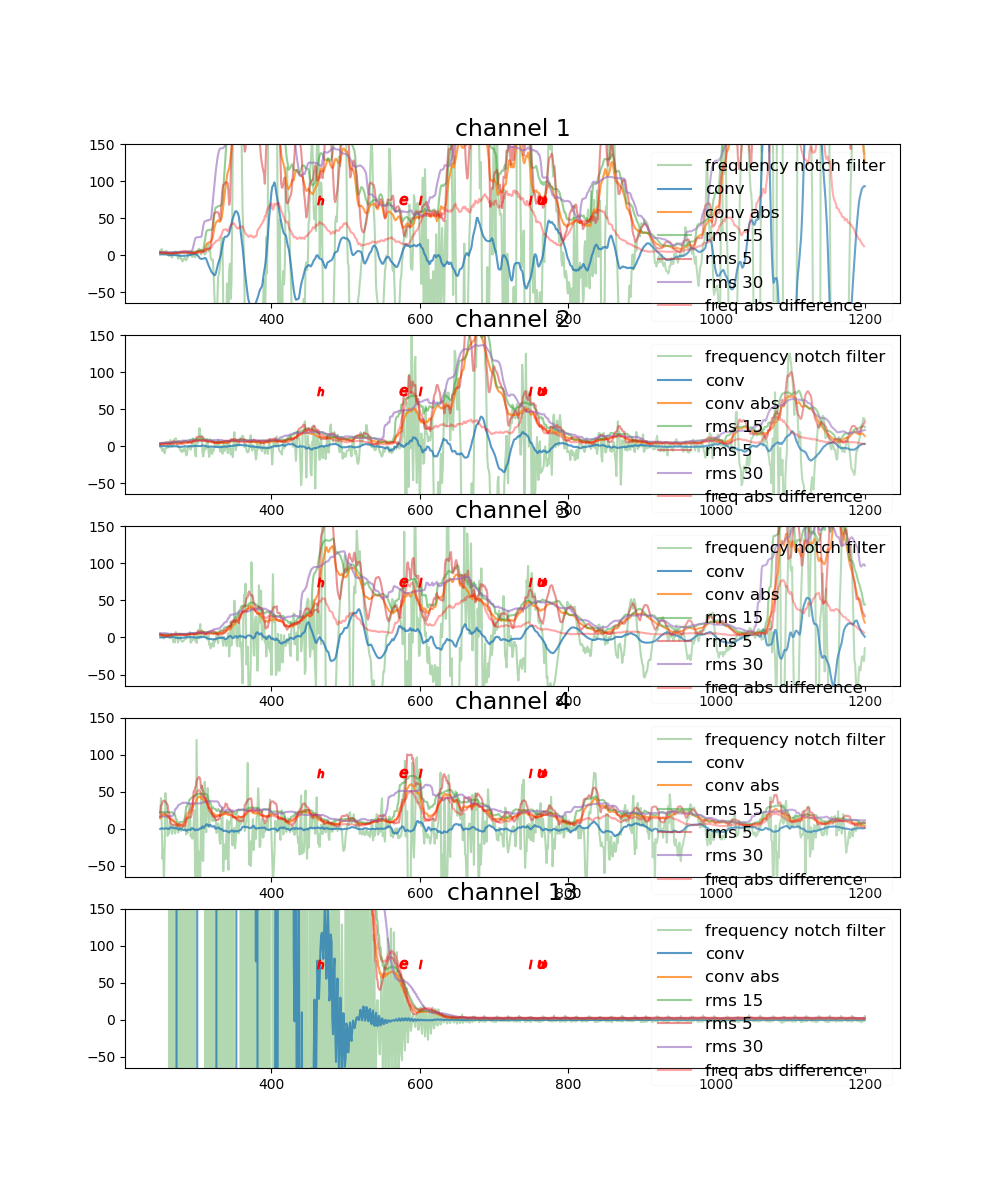 channel 1
150
100
50
0
−50
h e l l u
frequency notch filter
conv
conv abs
rms 15
rms 5
rms 30
freq abs difference
400 600 800 1000 1200
channel 2
150
100
50
0
−50
h e l l u
frequency notch filter
conv
conv abs
rms 15
rms 5
rms 30
freq abs difference
400 600 800 1000 1200
channel 3
150
100
50
0
−50
h e l l u
frequency notch filter
conv
conv abs
rms 15
rms 5
rms 30
freq abs difference
400 600 800 1000 1200
channel 4
150
100
50
0
−50
h e l l u
frequency notch filter
conv
conv abs
rms 15
rms 5
rms 30
freq abs difference
400 600 800 1000 1200
channel 13
150
100
50
0
−50
h e l l u
frequency notch filter
conv
conv abs
rms 15
rms 5
rms 30
freq abs difference
400 600 800 1000 1200